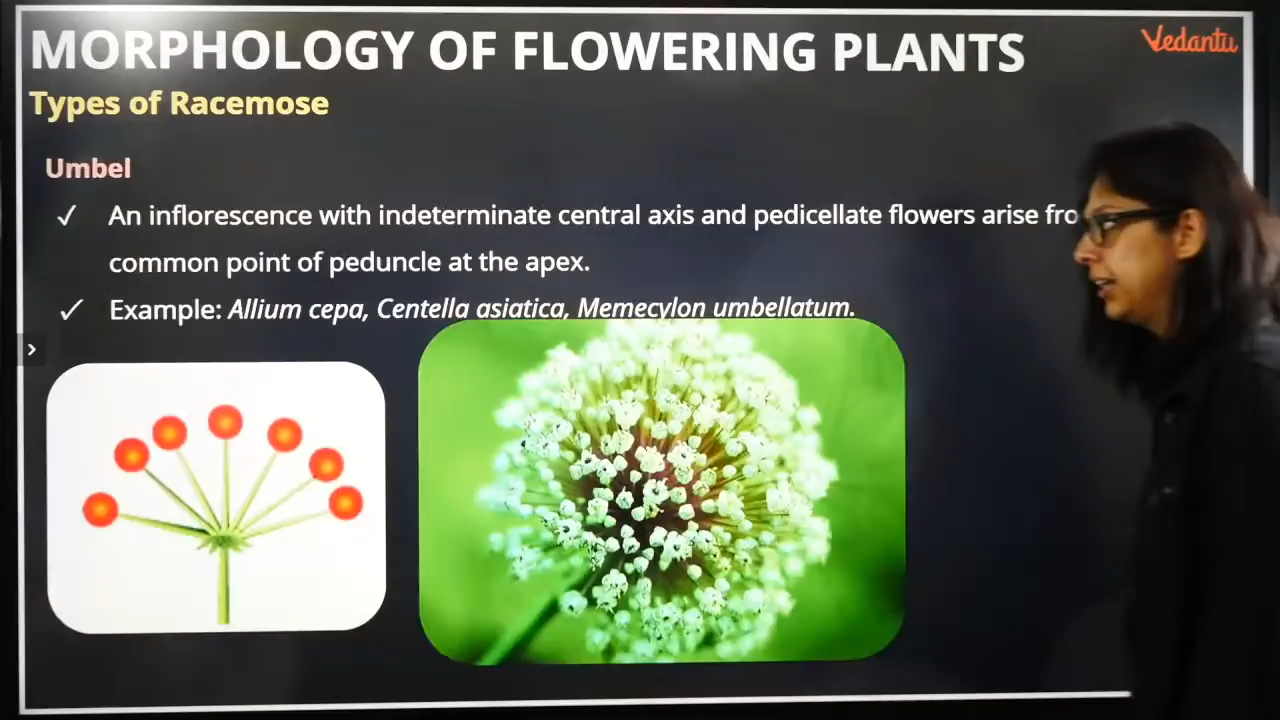 MORPHOLOGY OF FLOWERING PLANTS
Vedantu
Types of Racemose
Umbel
✓ An inflorescence with indeterminate central axis and pedicellate flowers arise fro
common point of peduncle at the apex.
✓ Example: Allium cepa, Centella asiatica, Memecylon umbellatum.